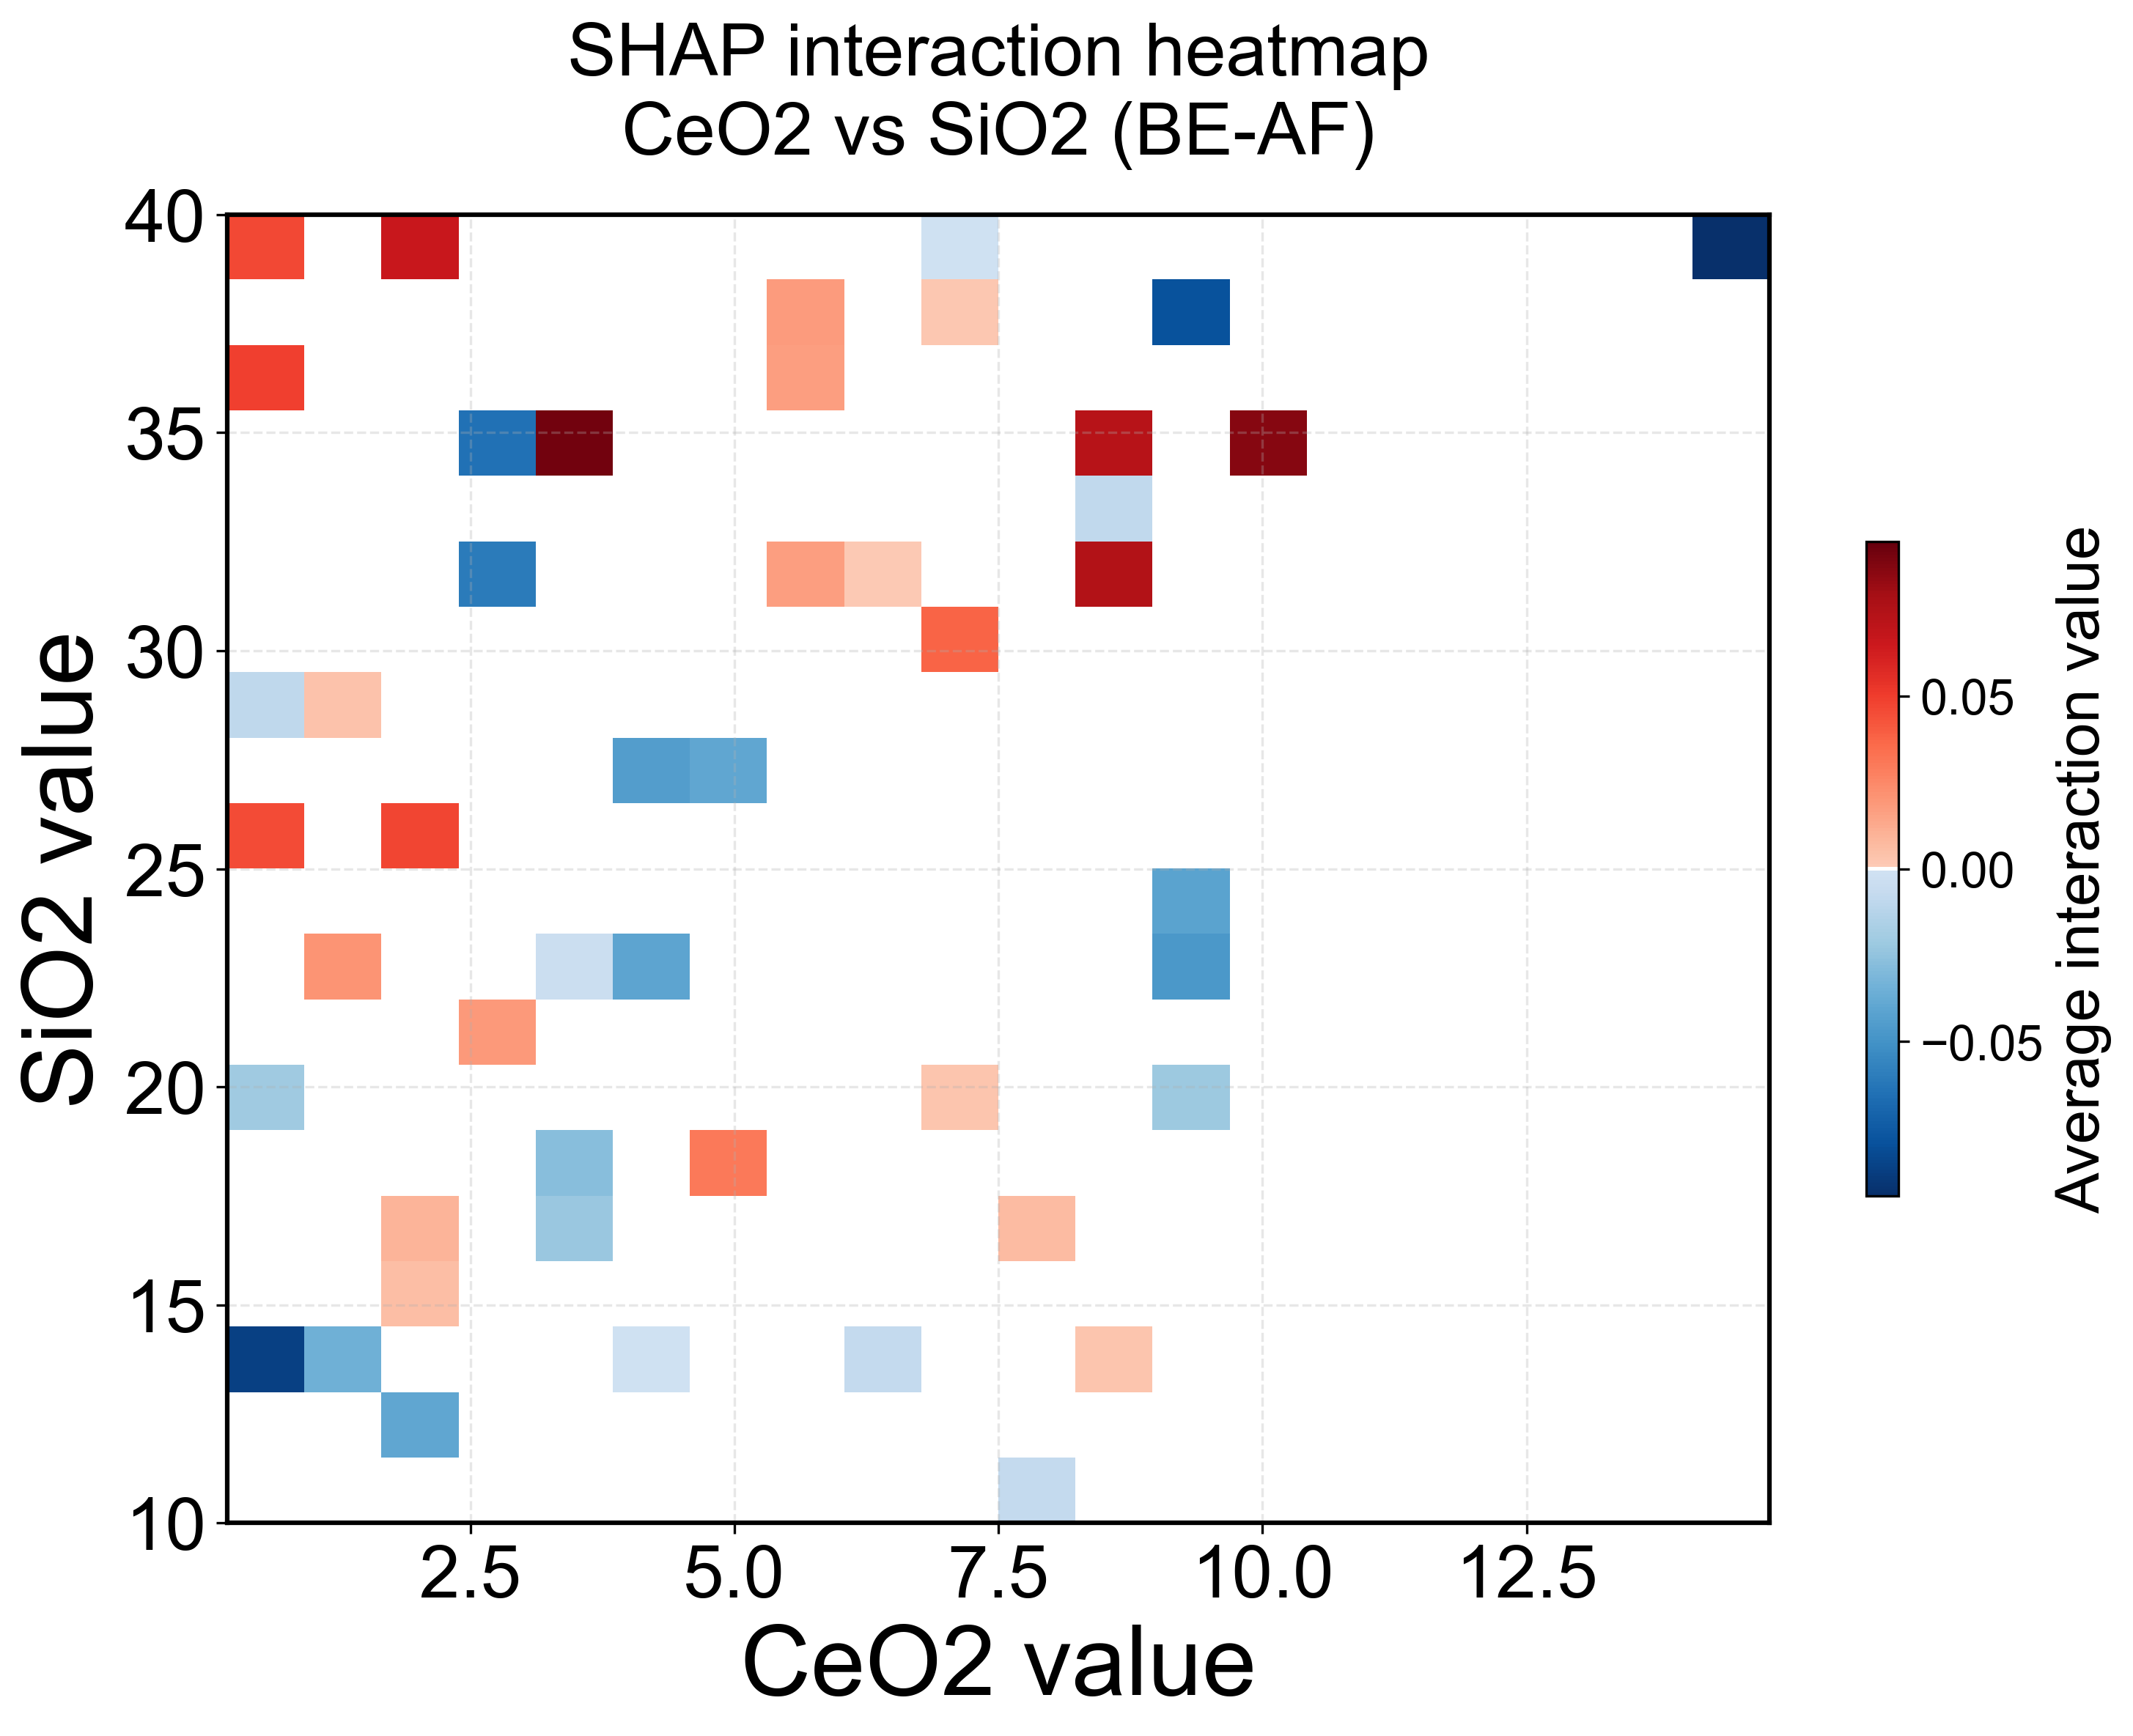 SHAP interaction heatmap
CeO2 vs SiO2 (BE-AF)
40
35
30
25
20
15
10
SiO2 value
2.5 5.0 7.5 10.0 12.5
CeO2 value
0.05
0.00
−0.05
Average interaction value